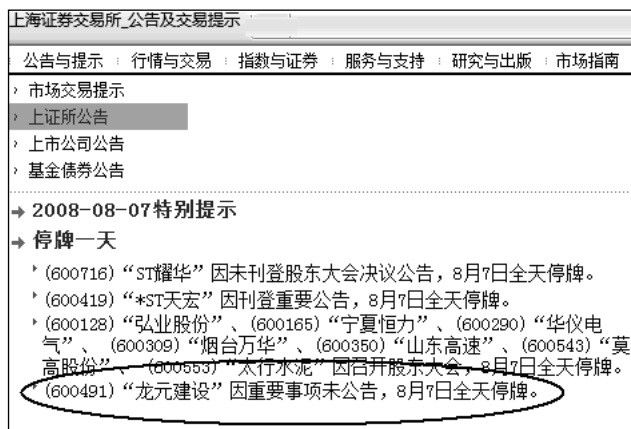 上海证券交易所_公告及交易提示
公告与提示 ⁝ 行情与交易 ⁝ 指数与证券 ⁝ 服务与支持 ⁝ 研究与出版 ⁝ 市场指南
› 市场交易提示
› 上证所公告
› 上市公司公告
› 基金债券公告
➔ 2008-08-07特别提示
➔ 停牌一天
(600716)“ST耀华”因未刊登股东大会决议公告，8月7日全天停牌。
(600419)“*ST天宏”因刊登重要公告，8月7日全天停牌。
(600128)“弘业股份”、(600165)“宁夏恒力”、(600290)“华仪电
气”、(600309)“烟台万华”、(600350)“山东高速”、(600543)“莫
高股份”、(600553)“太行水泥”因召开股东大会，8月7日全天停牌。
(600491)“龙元建设”因重要事项未公告，8月7日全天停牌。